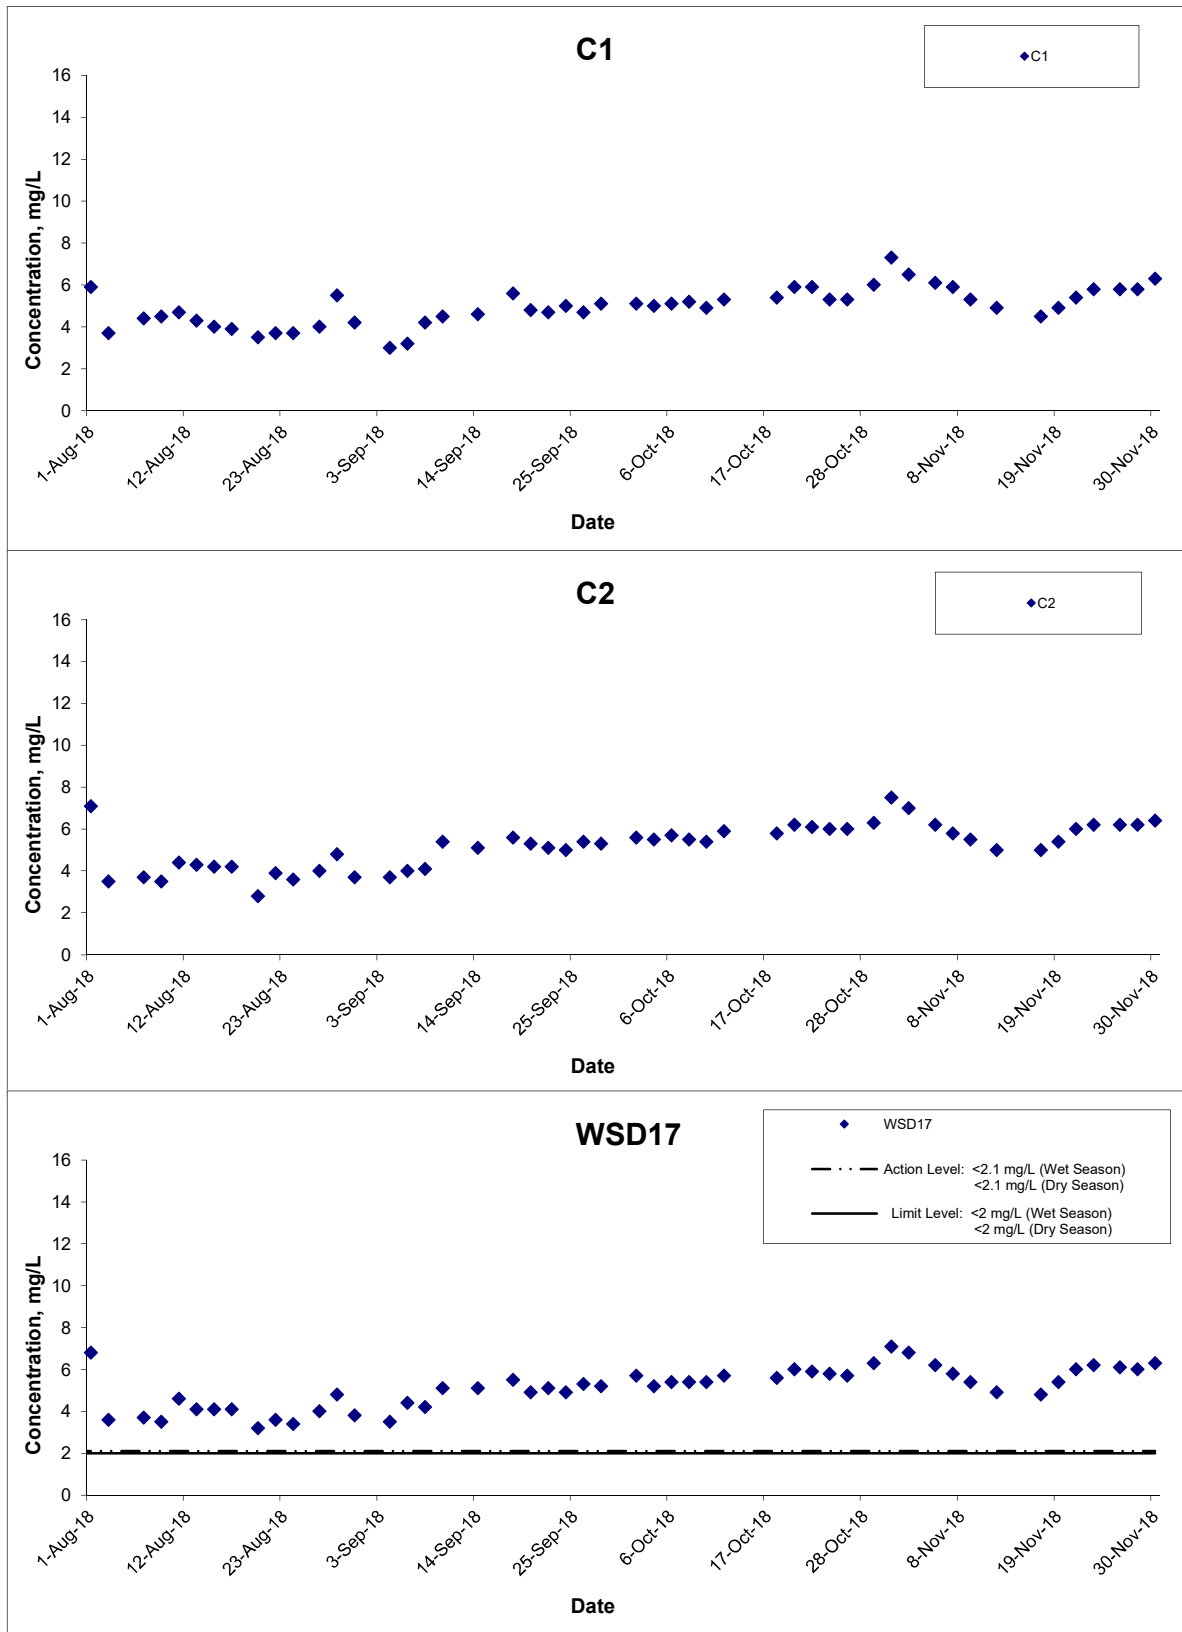 C1
C1
16
14
12
10
8
6
4
2
0
Concentration, mg/L
1-Aug-18
12-Aug-18
23-Aug-18
3-Sep-18
14-Sep-18
25-Sep-18
6-Oct-18
17-Oct-18
28-Oct-18
8-Nov-18
19-Nov-18
30-Nov-18
Date
C2
C2
16
14
12
10
8
6
4
2
0
Concentration, mg/L
1-Aug-18
12-Aug-18
23-Aug-18
3-Sep-18
14-Sep-18
25-Sep-18
6-Oct-18
17-Oct-18
28-Oct-18
8-Nov-18
19-Nov-18
30-Nov-18
Date
WSD17
WSD17
Action Level: <2.1 mg/L (Wet Season)
<2.1 mg/L (Dry Season)
Limit Level: <2 mg/L (Wet Season)
<2 mg/L (Dry Season)
16
14
12
10
8
6
4
2
0
Concentration, mg/L
1-Aug-18
12-Aug-18
23-Aug-18
3-Sep-18
14-Sep-18
25-Sep-18
6-Oct-18
17-Oct-18
28-Oct-18
8-Nov-18
19-Nov-18
30-Nov-18
Date